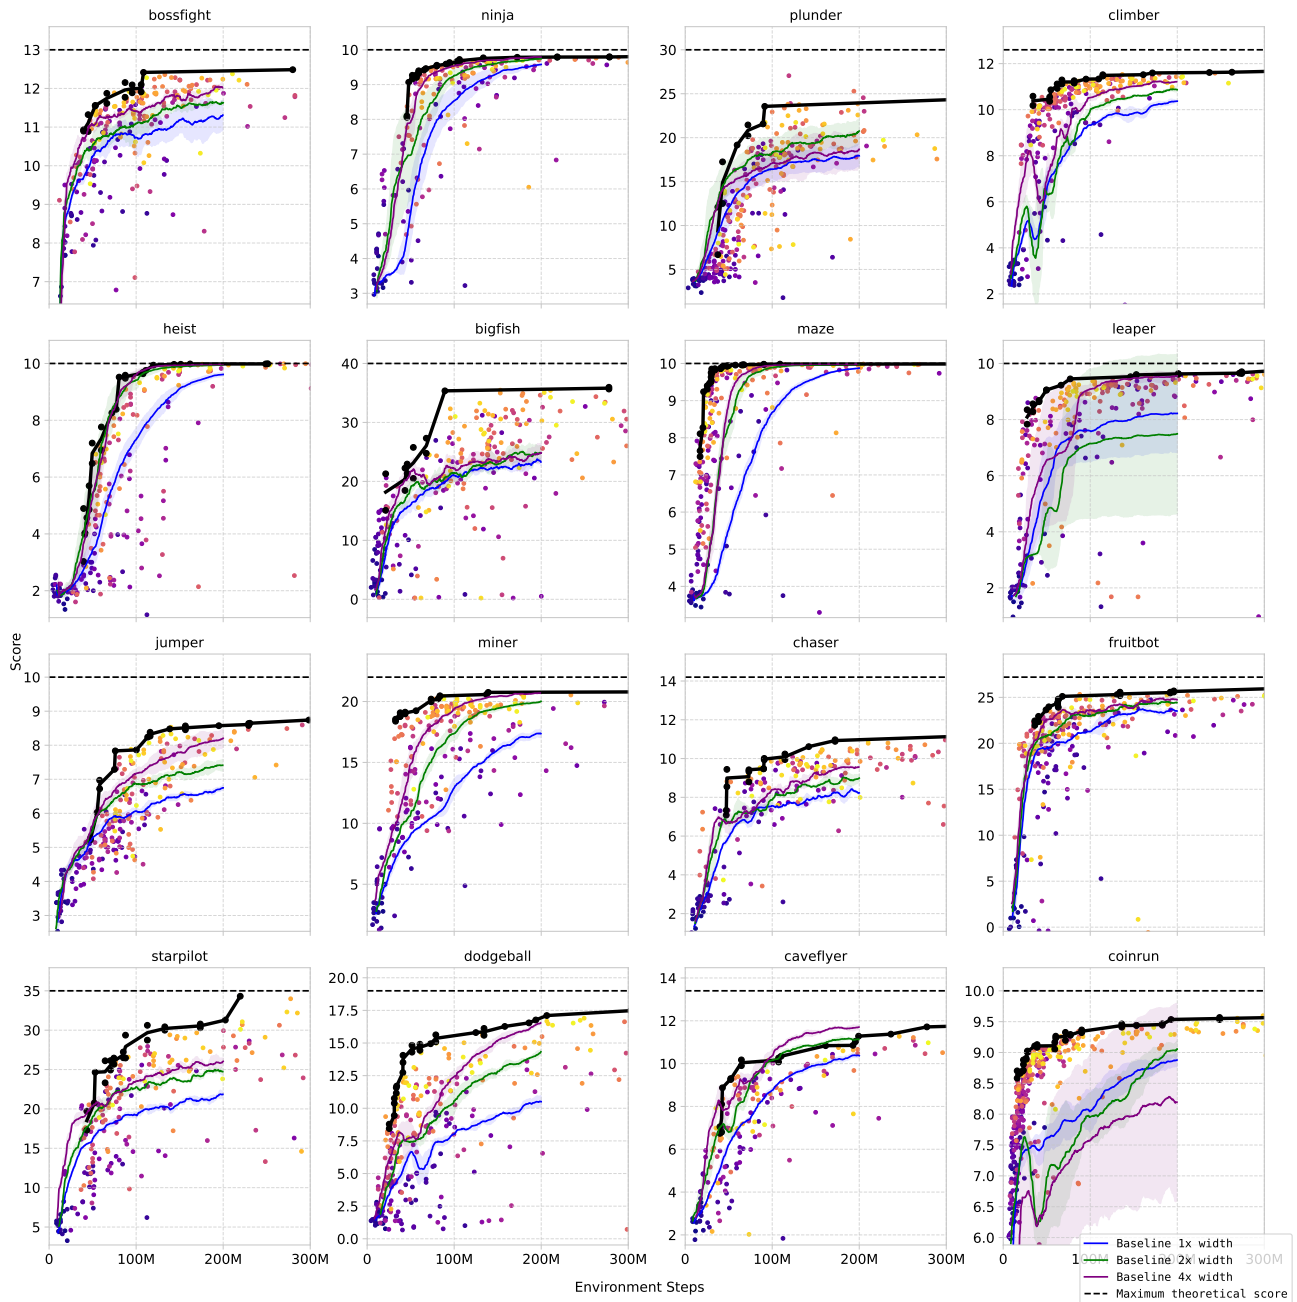 bossfight ninja plunder climber
13 10 30 12
12 9 25 10
11 8 20 8
10 7 15 6
9 6 10 4
8 5 5 2
7 4
3
heist bigfish maze leaper
10 40 10 10
8 30 9 8
6 20 8 6
4 10 7 4
2 0 6 2
5
4
Score
jumper miner chaser fruitbot
10 20 14 25
9 15 12 20
8 10 10 15
7 5 8 10
6 6 5
5 4 0
4 2
3
starpilot dodgeball caveflyer coinrun
35 20.0 14 10.0
30 17.5 12 9.5
25 15.0 10 9.0
20 12.5 8 8.5
15 10.0 6 8.0
10 7.5 4 7.5
5 5.0 2 7.0
2.5 6.5
0.0 6.0
0 100M 200M 300M 0 100M 200M 300M 0 100M 200M 300M 0 100M 200M 300M
Environment Steps
Baseline 1x width
Baseline 2x width
Baseline 4x width
Maximum theoretical score